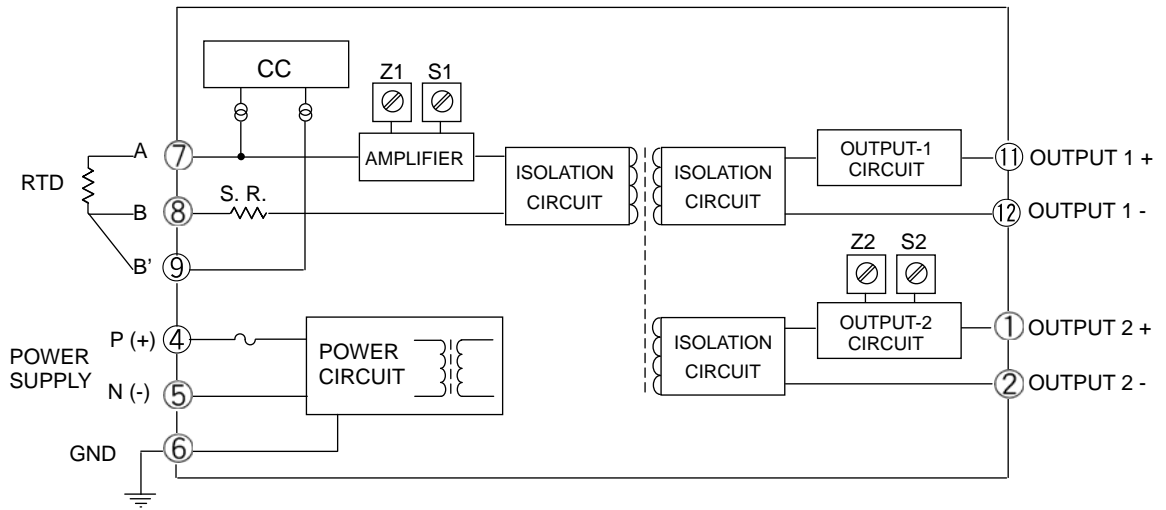 CC
Z1 S1
A ⑦ AMPLIFIER
RTD
S. R.
B ⑧
B' ⑨
ISOLATION
CIRCUIT
ISOLATION
CIRCUIT
OUTPUT-1
CIRCUIT
⑪ OUTPUT 1 +
⑫ OUTPUT 1 -
Z2 S2
POWER
SUPPLY
P (+) ④
N (-) ⑤
GND ⑥
POWER
CIRCUIT
ISOLATION
CIRCUIT
OUTPUT-2
CIRCUIT
① OUTPUT 2 +
② OUTPUT 2 -